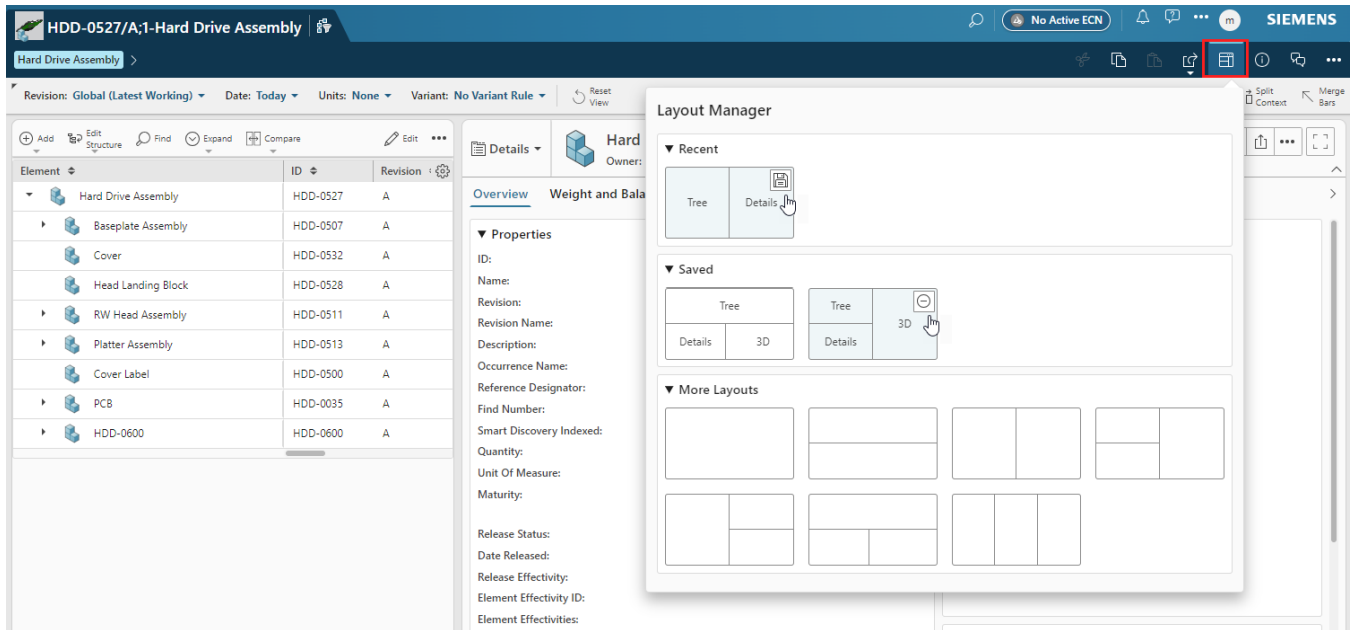 HDD-0527/A;1-Hard Drive Assembly
No Active ECN
m
SIEMENS
Hard Drive Assembly
Revision: Global (Latest Working)
Date: Today
Units: None
Variant: No Variant Rule
Reset View
Split Context
Merge Bars
Add
Edit Structure
Find
Expand
Compare
Edit
Element
ID
Revision
Hard Drive Assembly HDD-0527 A
Baseplate Assembly HDD-0507 A
Cover HDD-0532 A
Head Landing Block HDD-0528 A
RW Head Assembly HDD-0511 A
Platter Assembly HDD-0513 A
Cover Label HDD-0500 A
PCB HDD-0035 A
HDD-0600 HDD-0600 A
Details
Hard
Owner:
Overview
Weight and Bala
Properties
ID:
Name:
Revision:
Revision Name:
Description:
Occurrence Name:
Reference Designator:
Find Number:
Smart Discovery Indexed:
Quantity:
Unit Of Measure:
Maturity:
Release Status:
Date Released:
Release Effectivity:
Element Effectivity ID:
Element Effectivities:
Layout Manager
Recent
Tree
Details
Saved
Tree
Details
3D
Tree
Details
3D
More Layouts